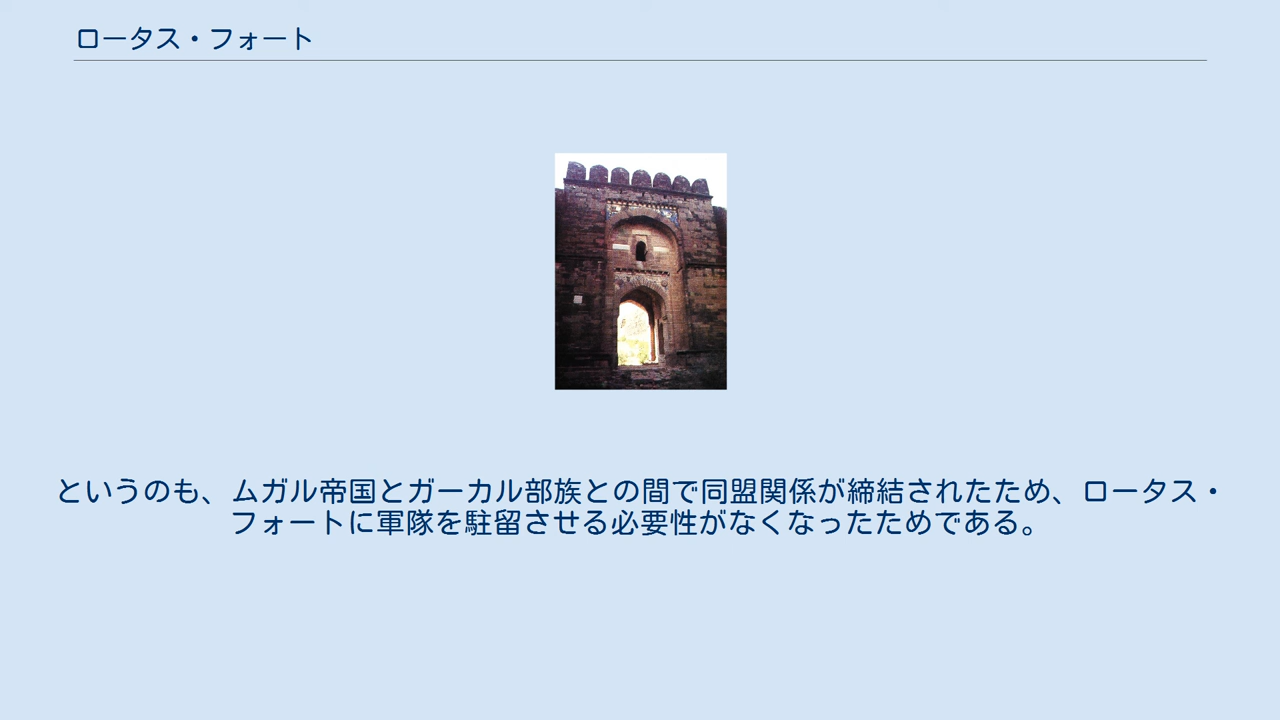 ロータス・フォート
というのも、ムガル帝国とガーカル部族との間で同盟関係が締結されたため、ロータス・
フォートに軍隊を駐留させる必要性がなくなったためである。